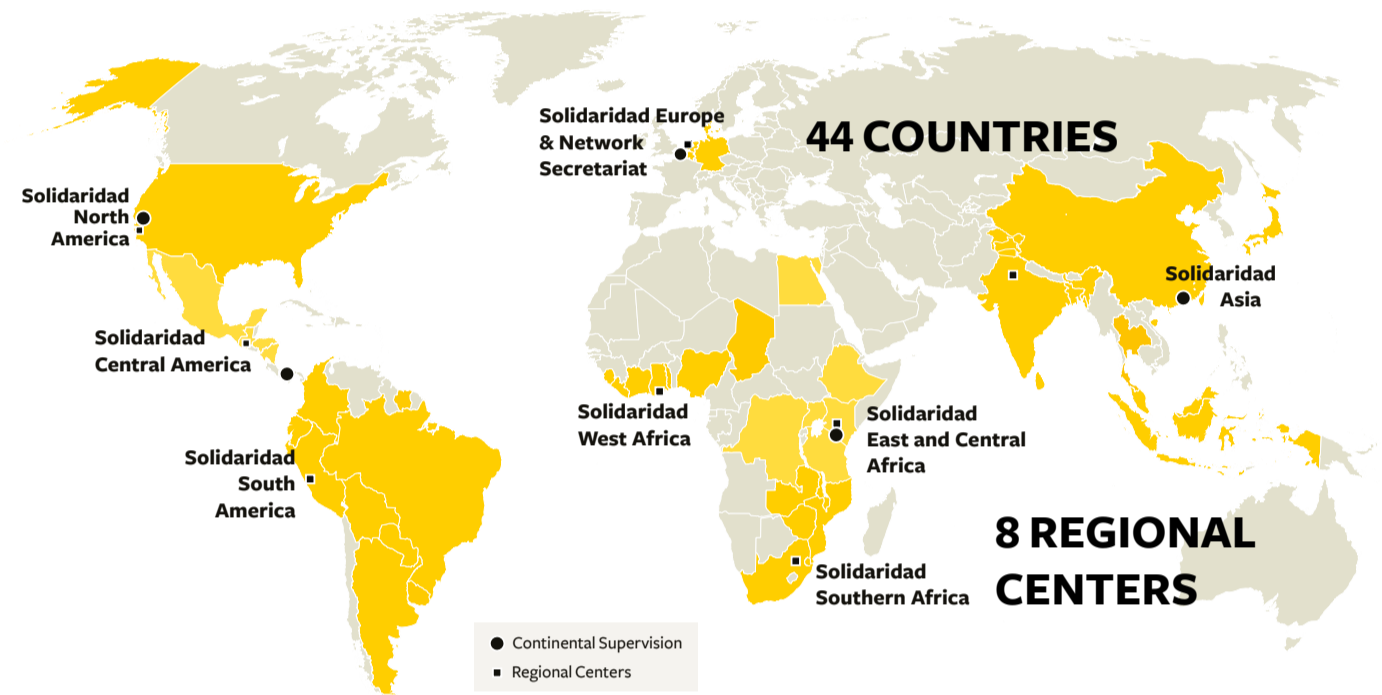 Solidaridad Europe
& Network
Secretariat
44 COUNTRIES
Solidaridad
North
America
Solidaridad
Asia
Solidaridad
Central America
Solidaridad
West Africa
Solidaridad
East and Central
Africa
Solidaridad
South
America
8 REGIONAL
CENTERS
Solidaridad
Southern Africa
Continental Supervision
Regional Centers